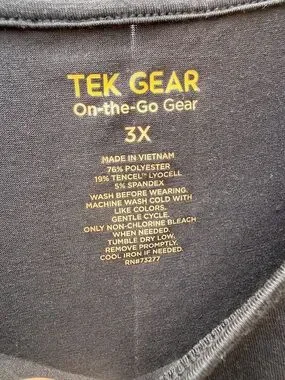 TEK GEAR
On-the-Go Gear
3X
MADE IN VIETNAM
76% POLYESTER
19% TENCEL™ LYOCELL
5% SPANDEX
WASH BEFORE WEARING.
MACHINE WASH COLD WITH
LIKE COLORS.
GENTLE CYCLE.
ONLY NON-CHLORINE BLEACH
WHEN NEEDED.
TUMBLE DRY LOW.
REMOVE PROMPTLY.
COOL IRON IF NEEDED.
RN#73277